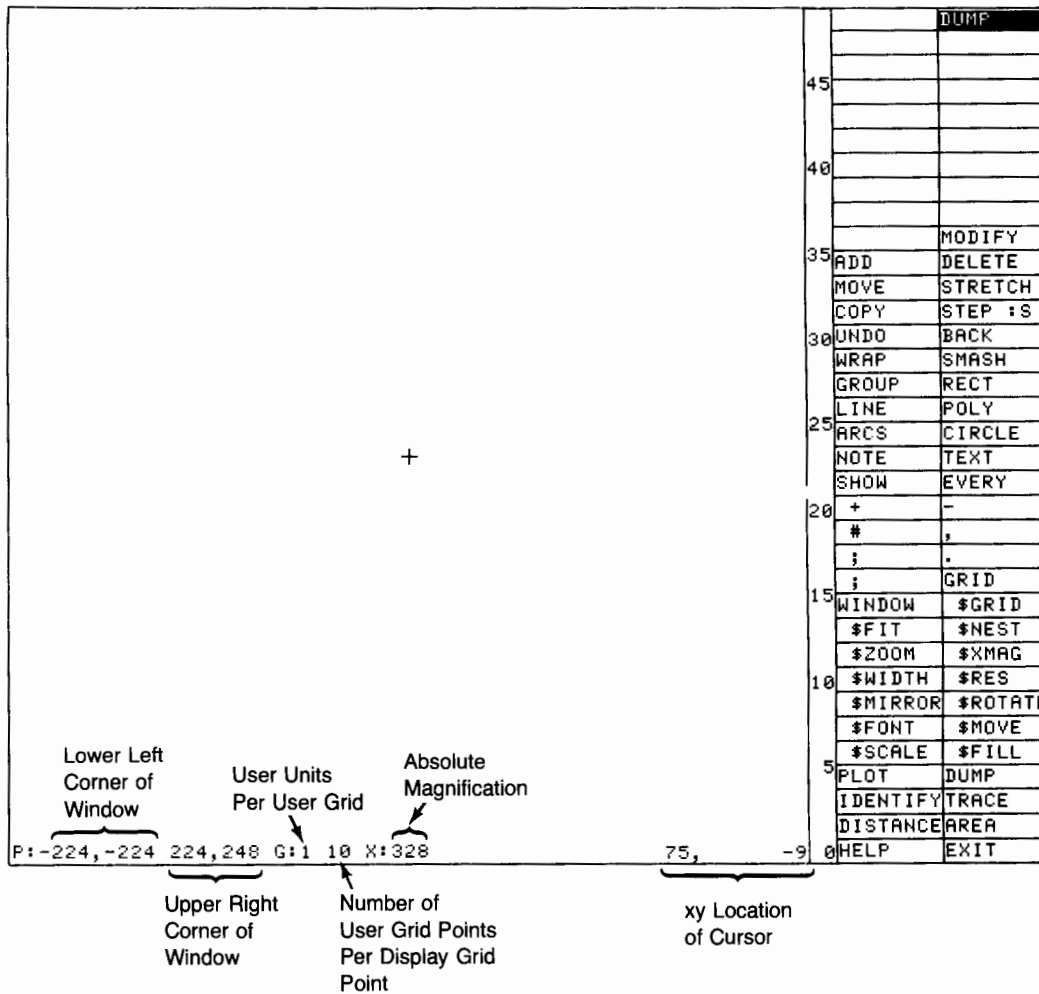 DUMP
45
40
MODIFY
35
ADD DELETE
MOVE STRETCH
COPY STEP :S
30
UNDO BACK
WRAP SMASH
GROUP RECT
LINE POLY
25
ARCS CIRCLE
NOTE TEXT
SHOW EVERY
20
+ -
# ,
; .
; GRID
15
WINDOW $GRID
$FIT $NEST
$ZOOM $XMAG
10
$WIDTH $RES
$MIRROR $ROTATE
$FONT $MOVE
$SCALE $FILL
5
PLOT DUMP
IDENTIFY TRACE
DISTANCE AREA
0
HELP EXIT
Lower Left
Corner of
Window
User Units
Per User Grid
Absolute
Magnification
P:-224,-224 224,248 G:1 10 X:328 75, -9
Upper Right
Corner of
Window
Number of
User Grid Points
Per Display Grid
Point
xy Location
of Cursor